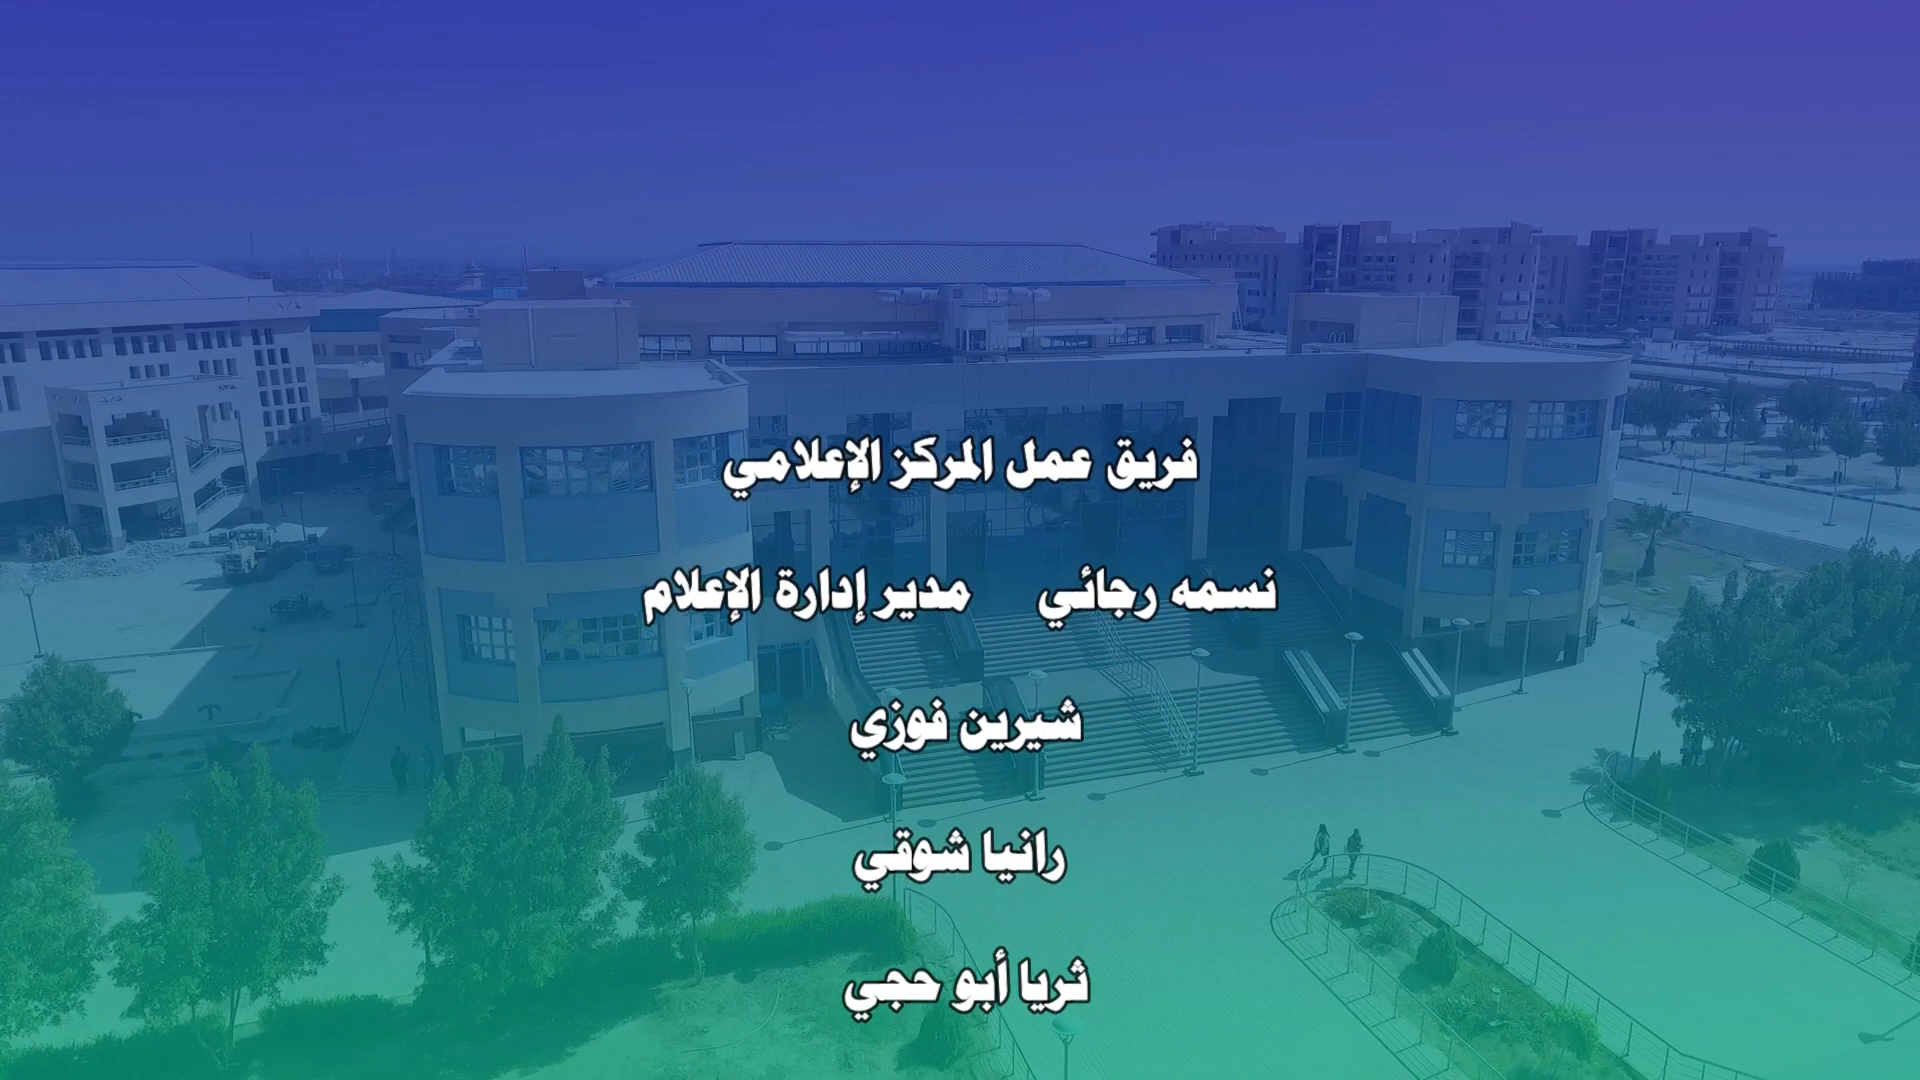 فريق عمل المركز الإعلامي
نسمه رجائي مدير إدارة الإعلام
شيرين فوزي
رانيا شوقي
ثريا أبو حجي